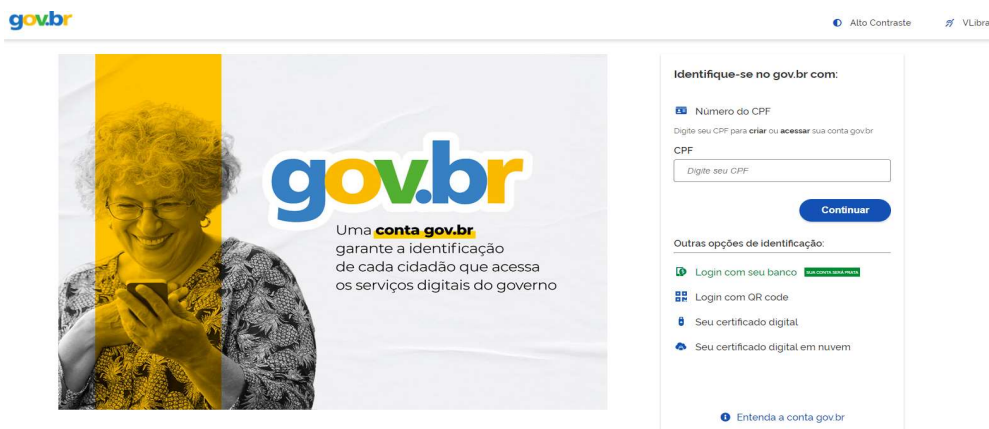 gov.br
Alto Contraste
VLibra
gov.br
Uma conta gov.br
garante a identificação
de cada cidadão que acessa
os serviços digitais do governo
Identifique-se no gov.br com:
Número do CPF
Digite seu CPF para criar ou acessar sua conta gov.br
CPF
Digite seu CPF
Continuar
Outras opções de identificação:
Login com seu banco SUA CONTA SERÁ PRATA
Login com QR code
Seu certificado digital
Seu certificado digital em nuvem
Entenda a conta gov.br